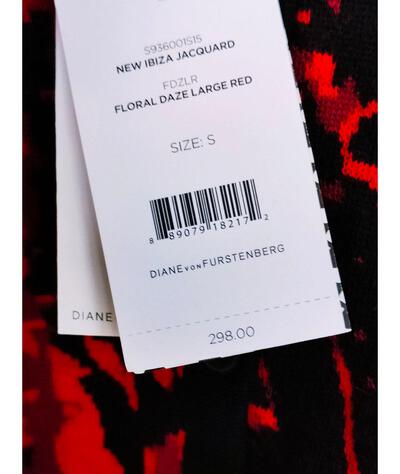 S936001S15
NEW IBIZA JACQUARD
FDZLR
FLORAL DAZE LARGE RED
SIZE: S
8 89079 18217 2
DIANE VON FURSTENBERG
DIANE
298.00